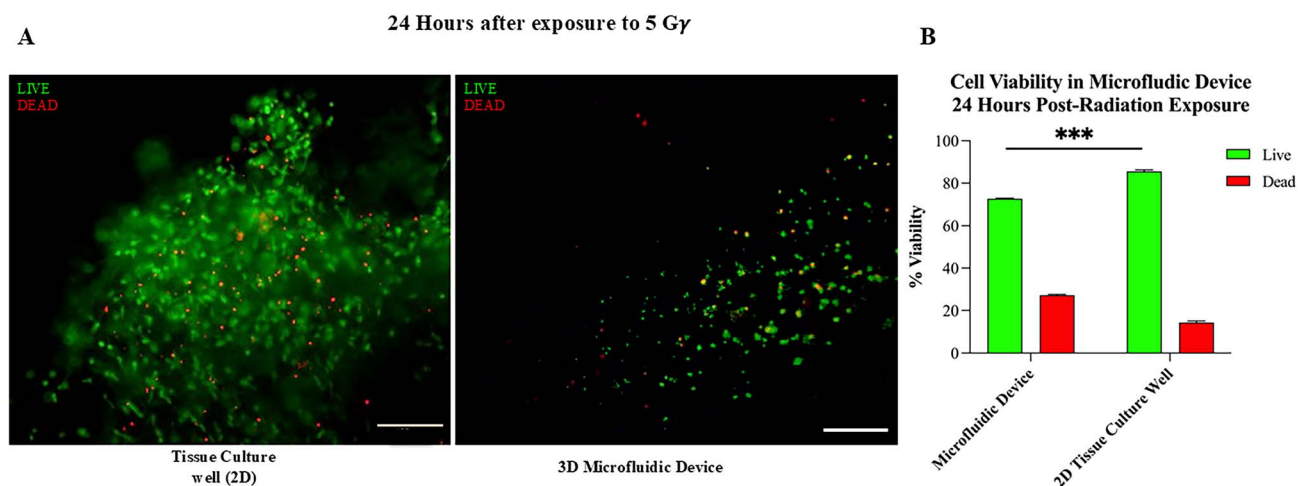 24 Hours after exposure to 5 Gγ
A
B
LIVE
DEAD
LIVE
DEAD
Tissue Culture
well (2D)
3D Microfluidic Device
Cell Viability in Microfludic Device
24 Hours Post-Radiation Exposure
***
Live
Dead
% Viability
100
80
60
40
20
0
Microfluidic Device
2D Tissue Culture Well